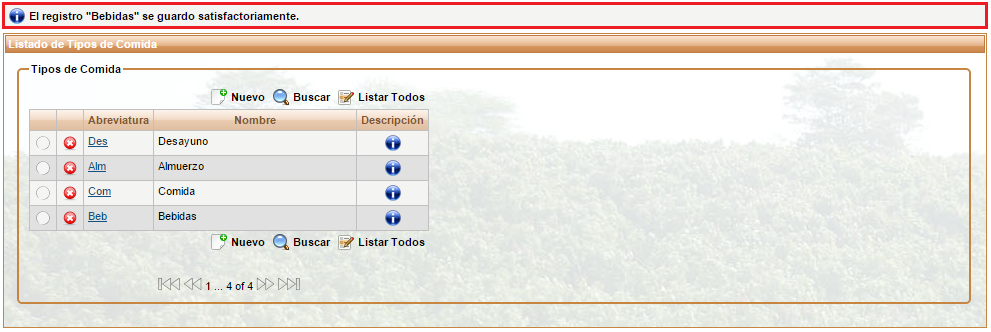 El registro "Bebidas" se guardo satisfactoriamente.
Listado de Tipos de Comida
Tipos de Comida
Nuevo Buscar Listar Todos
Abreviatura Nombre Descripción
Des Desayuno
Alm Almuerzo
Com Comida
Beb Bebidas
Nuevo Buscar Listar Todos
1 ... 4 of 4